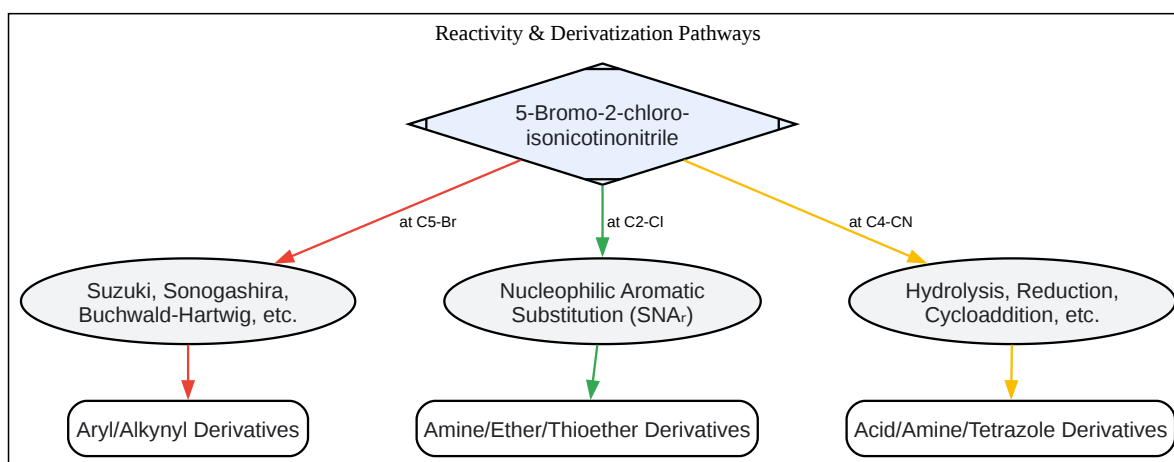 Reactivity & Derivatization Pathways
5-Bromo-2-chloro-
isonicotinonitrile
at C5-Br
at C2-Cl
at C4-CN
Suzuki, Sonogashira,
Buchwald-Hartwig, etc.
Nucleophilic Aromatic
Substitution (SNAᵣ)
Hydrolysis, Reduction,
Cycloaddition, etc.
Aryl/Alkynyl Derivatives
Amine/Ether/Thioether Derivatives
Acid/Amine/Tetrazole Derivatives